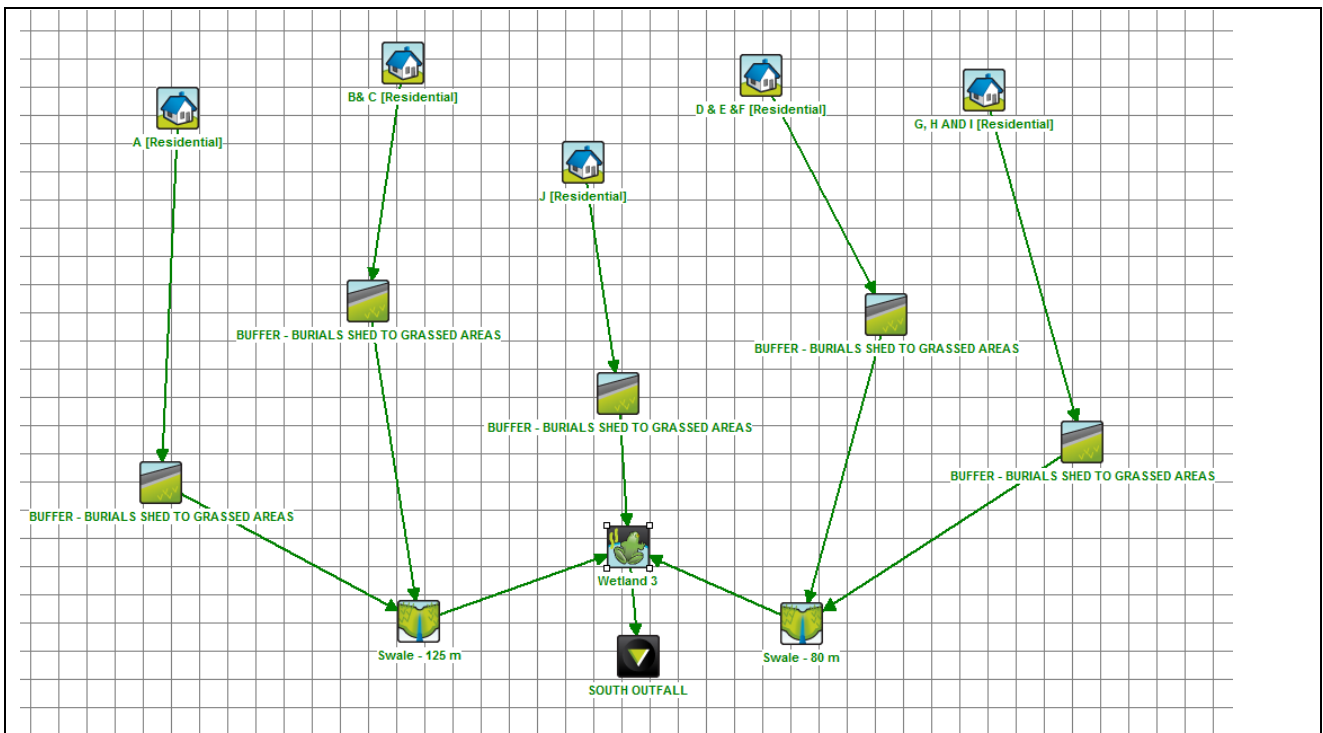 B& C [Residential]
D & E &F [Residential]
G, H AND I [Residential]
A [Residential]
J [Residential]
BUFFER - BURIALS SHED TO GRASSED AREAS
BUFFER - BURIALS SHED TO GRASSED AREAS
BUFFER - BURIALS SHED TO GRASSED AREAS
BUFFER - BURIALS SHED TO GRASSED AREAS
BUFFER - BURIALS SHED TO GRASSED AREAS
Wetland 3
Swale - 125 m
Swale - 80 m
SOUTH OUTFALL